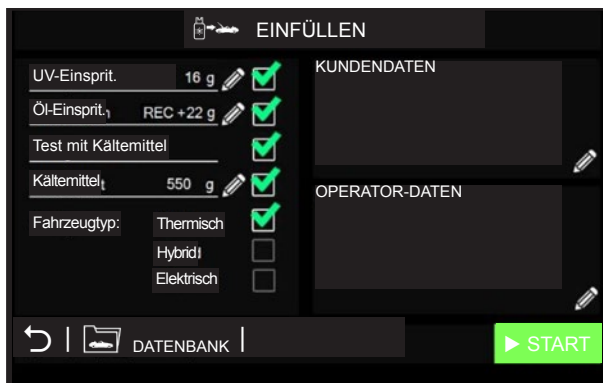 EINFÜLLEN
UV-Einsprit. 16 g
Öl-Einsprit. REC +22 g
Test mit Kältemittel
Kältemittel 550 g
Fahrzeugtyp: Thermisch
Hybrid
Elektrisch
KUNDENDATEN
OPERATOR-DATEN
DATENBANK
START